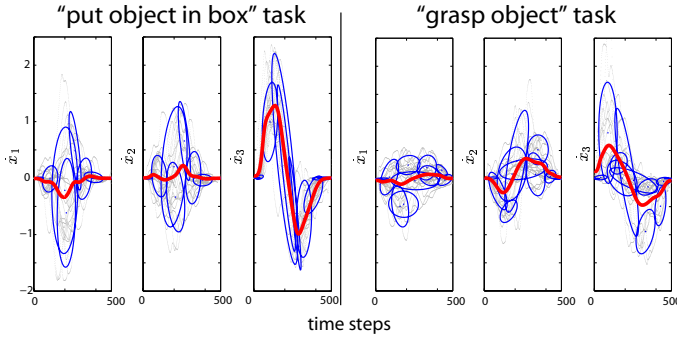 “put object in box” task
“grasp object” task
2
1
0
−1
−2
ẋ1
ẋ2
ẋ3
ẋ1
ẋ2
ẋ3
0 500 0 500 0 500 0 500 0 500 0 500
time steps